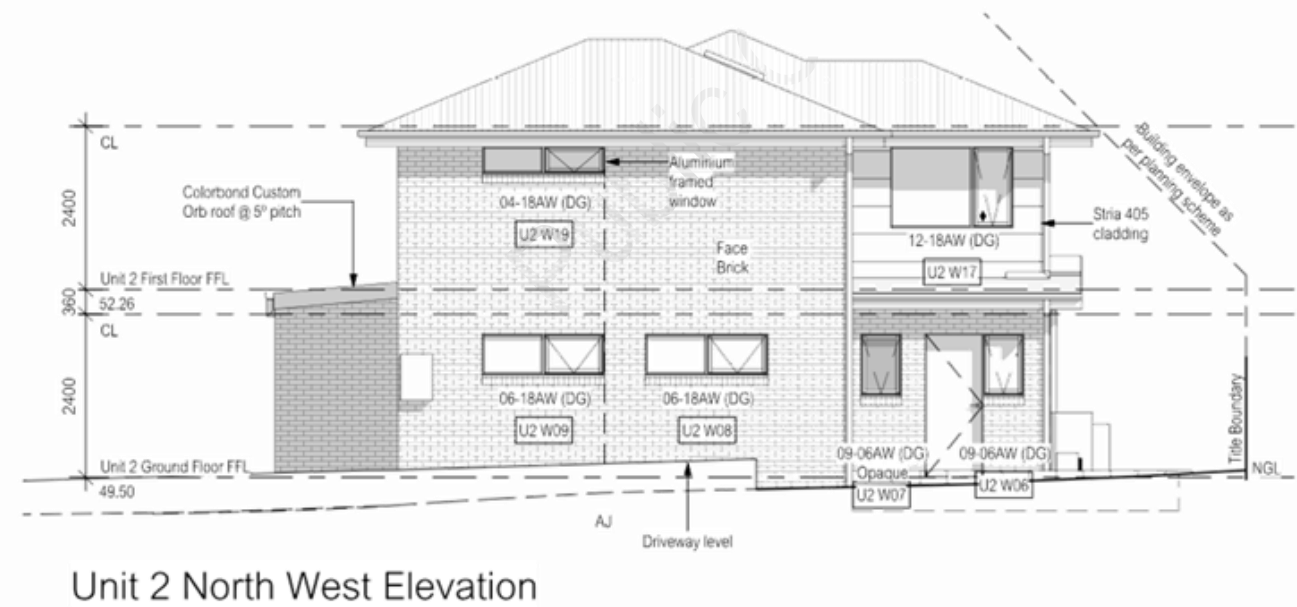 CL
2400
Colorbond Custom
Orb roof @ 5º pitch
Unit 2 First Floor FFL
52.26
360
CL
2400
Unit 2 Ground Floor FFL
49.50
Aluminium
framed
window
04-18AW (DG)
U2 W19
Face
Brick
12-18AW (DG)
U2 W17
Stria 405
cladding
Building envelope as
per planning scheme
06-18AW (DG)
U2 W09
06-18AW (DG)
U2 W08
09-06AW (DG)
Opaque
U2 W07
09-06AW (DG)
U2 W06
Title Boundary
NGL
AJ
Driveway level
Unit 2 North West Elevation